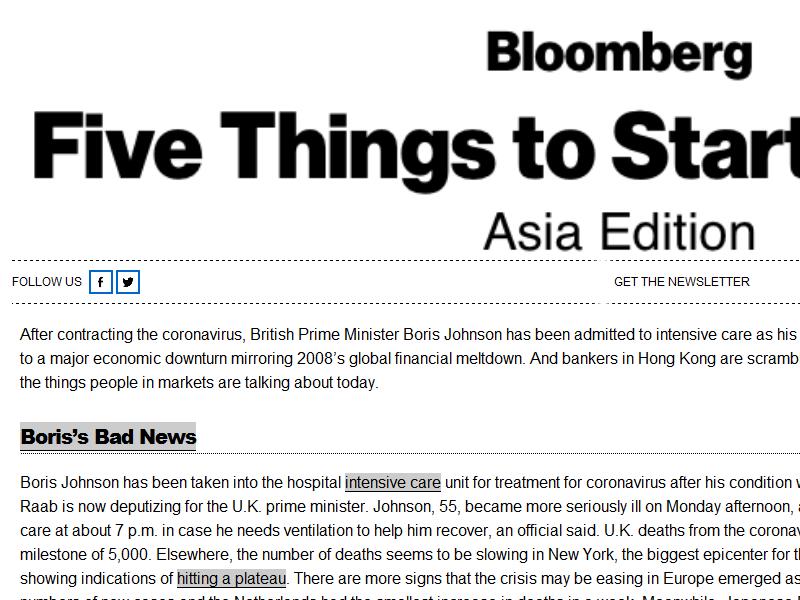 Bloomberg
Five Things to Start
Asia Edition
FOLLOW US
GET THE NEWSLETTER
After contracting the coronavirus, British Prime Minister Boris Johnson has been admitted to intensive care as his
to a major economic downturn mirroring 2008’s global financial meltdown. And bankers in Hong Kong are scramb
the things people in markets are talking about today.
Boris’s Bad News
Boris Johnson has been taken into the hospital intensive care unit for treatment for coronavirus after his condition w
Raab is now deputizing for the U.K. prime minister. Johnson, 55, became more seriously ill on Monday afternoon,
care at about 7 p.m. in case he needs ventilation to help him recover, an official said. U.K. deaths from the corona
milestone of 5,000. Elsewhere, the number of deaths seems to be slowing in New York, the biggest epicenter for t
showing indications of hitting a plateau. There are more signs that the crisis may be easing in Europe emerged as